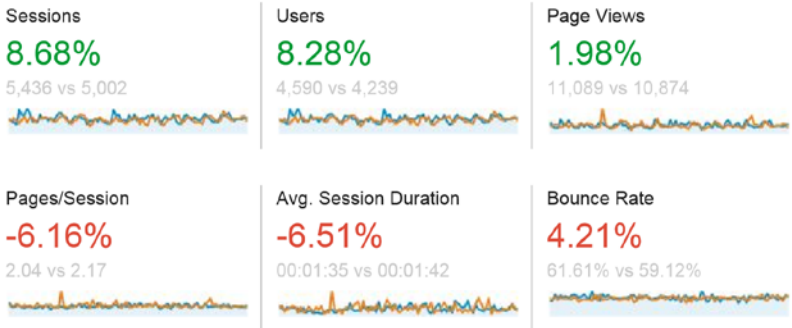 Sessions
8.68%
5,436 vs 5,002
Users
8.28%
4,590 vs 4,239
Page Views
1.98%
11,089 vs 10,874
Pages/Session
-6.16%
2.04 vs 2.17
Avg. Session Duration
-6.51%
00:01:35 vs 00:01:42
Bounce Rate
4.21%
61.61% vs 59.12%